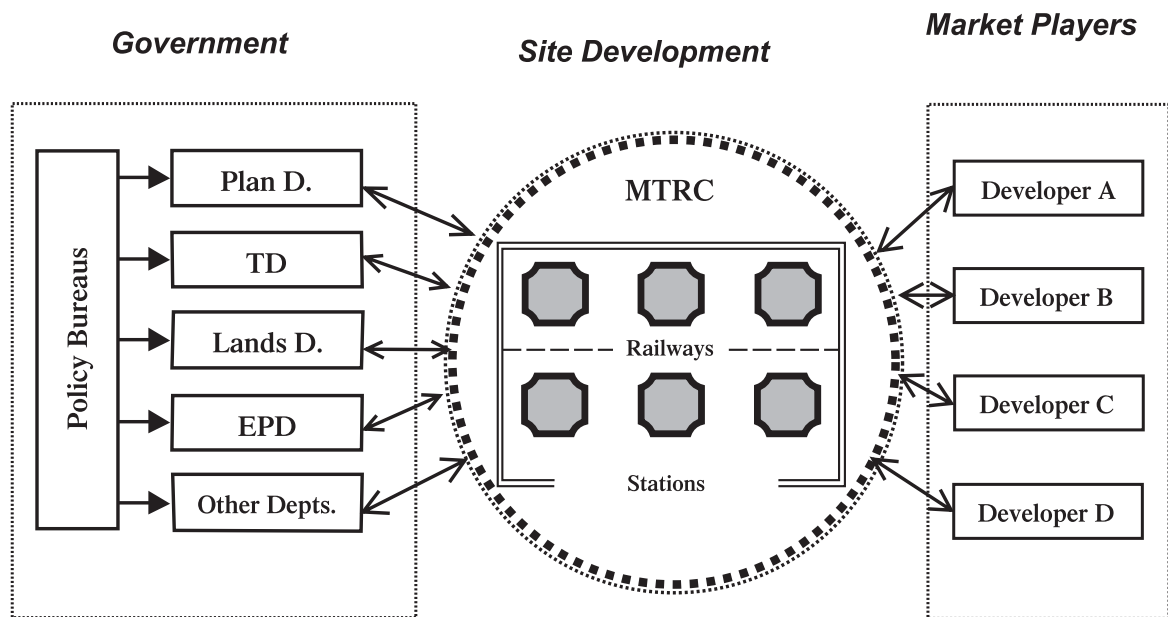 Government
Site Development
Market Players
Policy Bureaus
Plan D.
TD
Lands D.
EPD
Other Depts.
MTRC
Railways
Stations
Developer A
Developer B
Developer C
Developer D